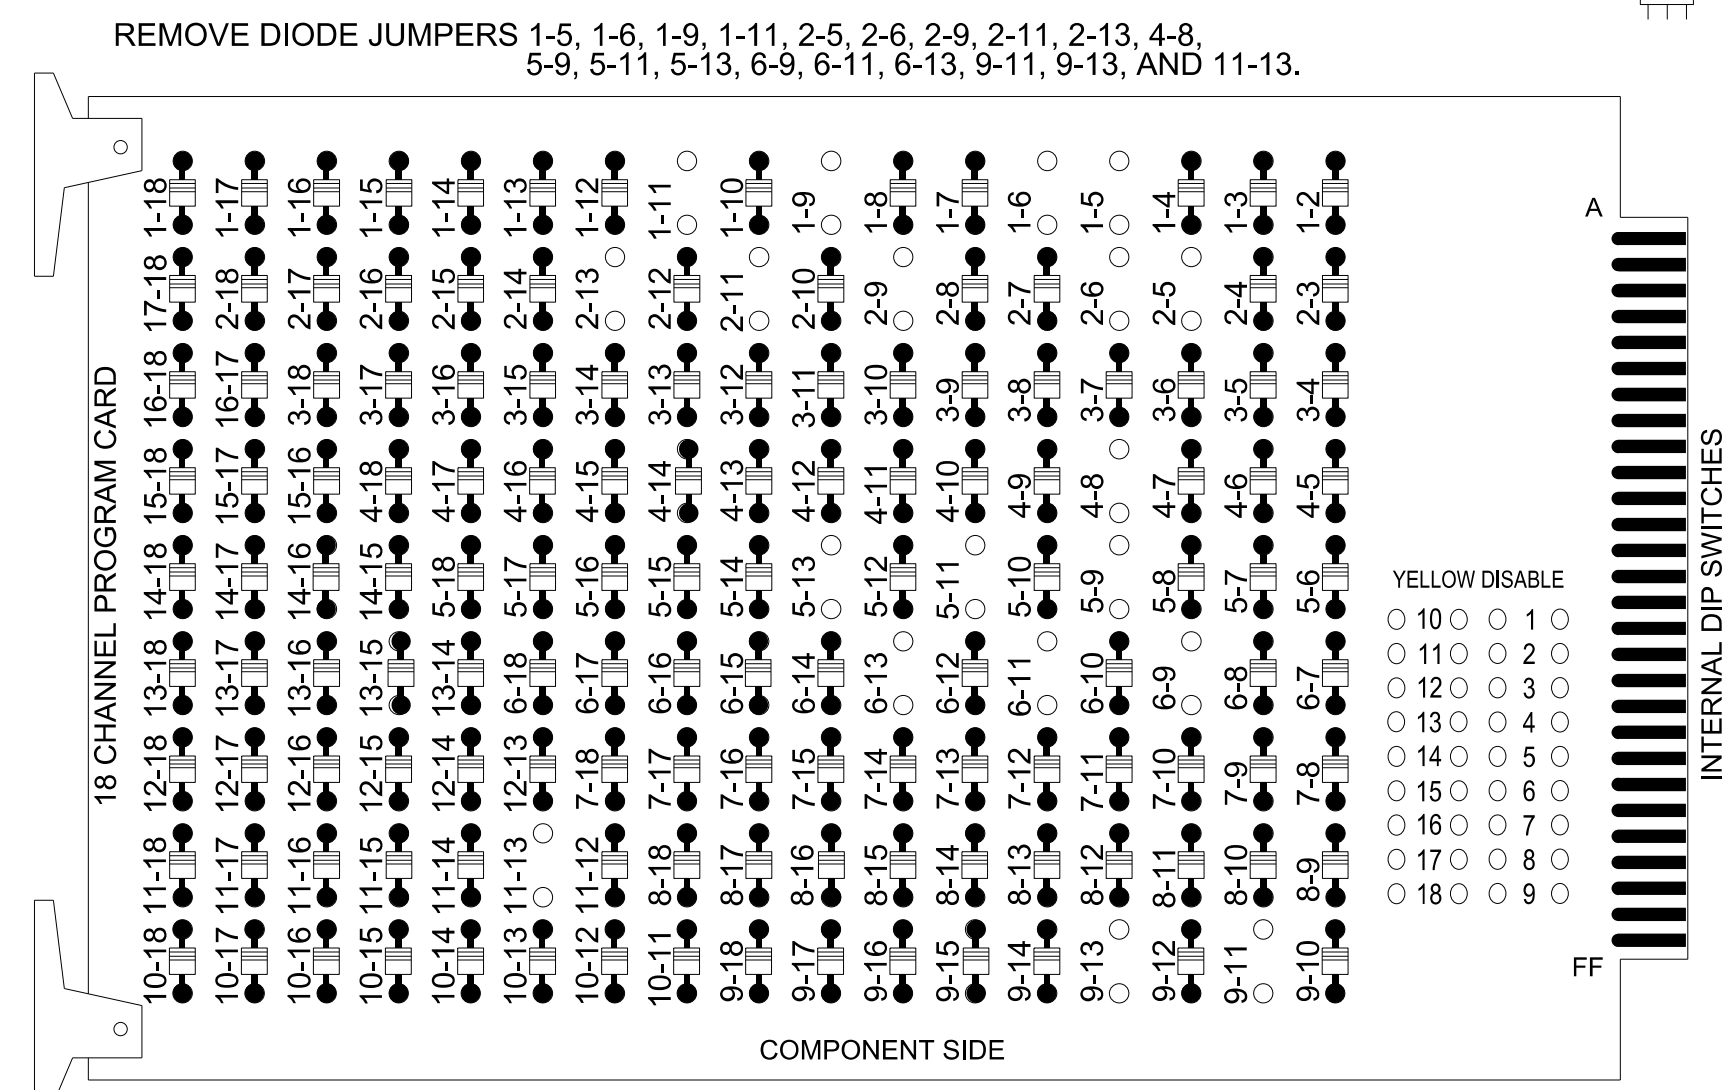 REMOVE DIODE JUMPERS 1-5, 1-6, 1-9, 1-11, 2-5, 2-6, 2-9, 2-11, 2-13, 4-8,
5-9, 5-11, 5-13, 6-9, 6-11, 6-13, 9-11, 9-13, AND 11-13.
18 CHANNEL PROGRAM CARD
1-18 1-17 1-16 1-15 1-14 1-13 1-12 1-11 1-10 1-9 1-8 1-7 1-6 1-5 1-4 1-3 1-2
17-18 2-18 2-17 2-16 2-15 2-14 2-13 2-12 2-11 2-10 2-9 2-8 2-7 2-6 2-5 2-4 2-3
16-18 16-17 3-18 3-17 3-16 3-15 3-14 3-13 3-12 3-11 3-10 3-9 3-8 3-7 3-6 3-5 3-4
15-18 15-17 15-16 4-18 4-17 4-16 4-15 4-14 4-13 4-12 4-11 4-10 4-9 4-8 4-7 4-6 4-5
14-18 14-17 14-16 14-15 5-18 5-17 5-16 5-15 5-14 5-13 5-12 5-11 5-10 5-9 5-8 5-7 5-6
13-18 13-17 13-16 13-15 13-14 6-18 6-17 6-16 6-15 6-14 6-13 6-12 6-11 6-10 6-9 6-8 6-7
12-18 12-17 12-16 12-15 12-14 12-13 7-18 7-17 7-16 7-15 7-14 7-13 7-12 7-11 7-10 7-9 7-8
11-18 11-17 11-16 11-15 11-14 11-13 11-12 8-18 8-17 8-16 8-15 8-14 8-13 8-12 8-11 8-10 8-9
10-18 10-17 10-16 10-15 10-14 10-13 10-12 10-11 9-18 9-17 9-16 9-15 9-14 9-13 9-12 9-11 9-10
A
YELLOW DISABLE
10 1
11 2
12 3
13 4
14 5
15 6
16 7
17 8
18 9
FF
INTERNAL DIP SWITCHES
COMPONENT SIDE